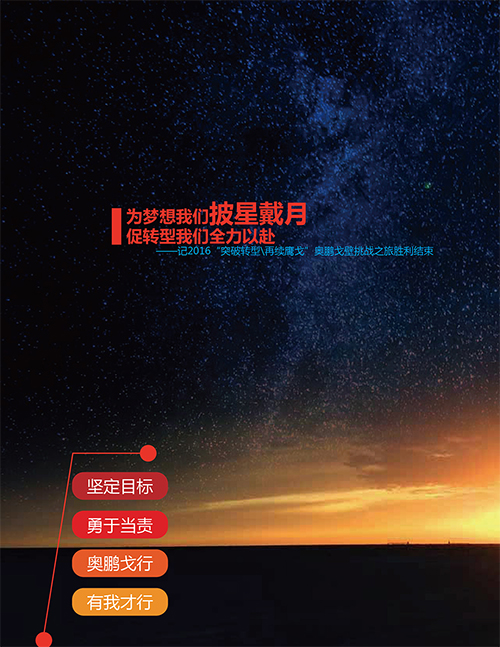 为梦想我们披星戴月
促转型我们全力以赴
——记2016“突破转型\再续鹰戈”奥鹏戈壁挑战之旅胜利结束
坚定目标
勇于当责
奥鹏戈行
有我才行